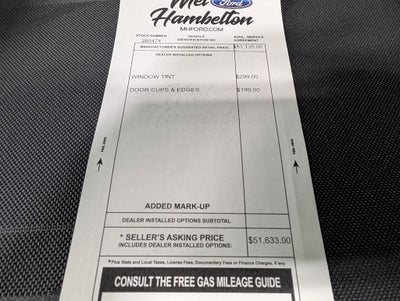 Mel
Ford
Hambelton
MHFORD.COM
STOCK NUMBER VEHICLE IDENTIFICATION NO.
260474
MANUFACTURER'S SUGGESTED RETAIL PRICE $51,135.00
DEALER INSTALLED OPTIONS
WINDOW TINT $299.00
DOOR CUPS & EDGES $199.00
ADDED MARK-UP
DEALER INSTALLED OPTIONS SUBTOTAL
* SELLER'S ASKING PRICE $51,633.00
INCLUDES DEALER INSTALLED OPTIONS:
*Plus State and Local Taxes, License Fees, Documentary Fees or Finance Charges, if any.
CONSULT THE FREE GAS MILEAGE GUIDE